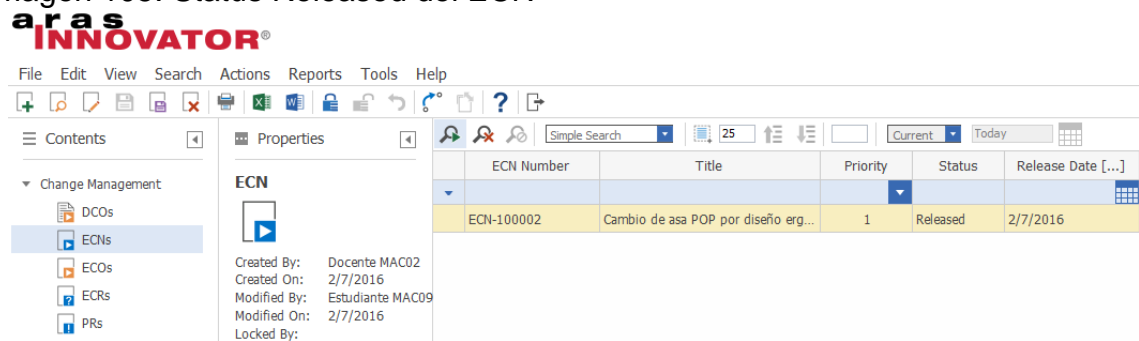 aras
INNOVATOR®
File Edit View Search Actions Reports Tools Help
Simple Search 25 Current Today
Contents
Properties
ECN Number Title Priority Status Release Date [...]
Change Management
ECN
DCOs
ECN-100002 Cambio de asa POP por diseño erg... 1 Released 2/7/2016
ECNs
ECOs
Created By: Docente MAC02
Created On: 2/7/2016
ECRs
Modified By: Estudiante MAC09
Modified On: 2/7/2016
PRs
Locked By: